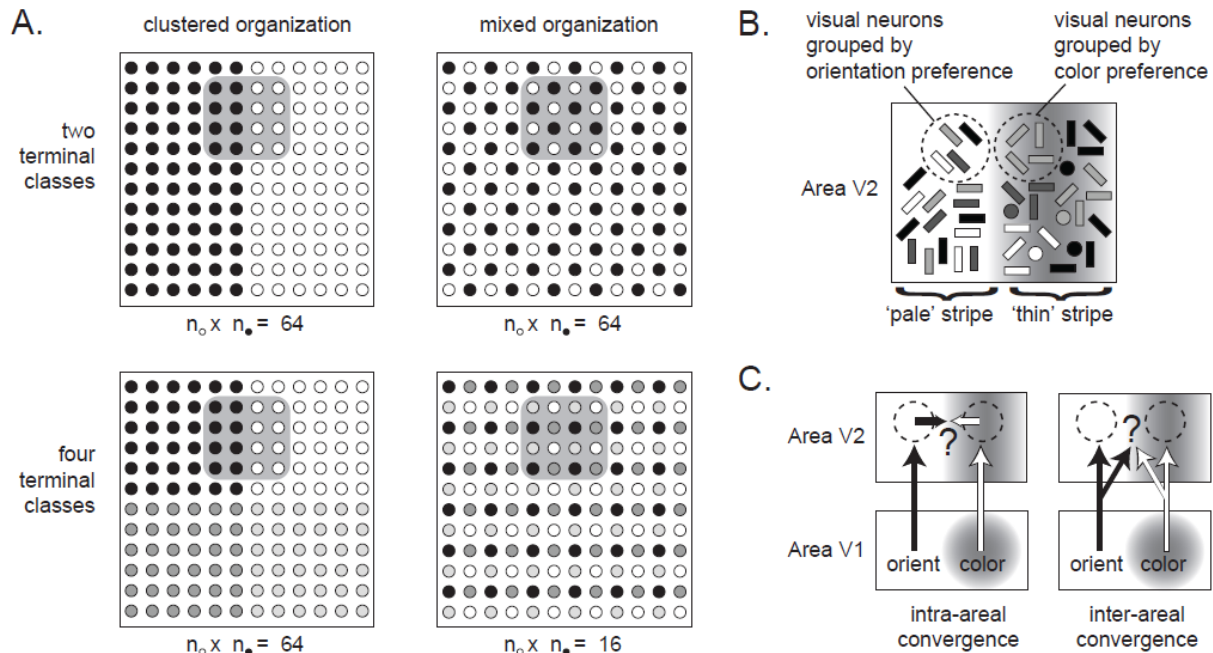 A.
clustered organization
mixed organization
two
terminal
classes
n○ x n● = 64
n○ x n● = 64
four
terminal
classes
n○ x n● = 64
n○ x n● = 16
B.
visual neurons
grouped by
orientation preference
visual neurons
grouped by
color preference
Area V2
'pale' stripe
'thin' stripe
C.
Area V2
?
?
Area V1
orient
color
orient
color
intra-areal
convergence
inter-areal
convergence